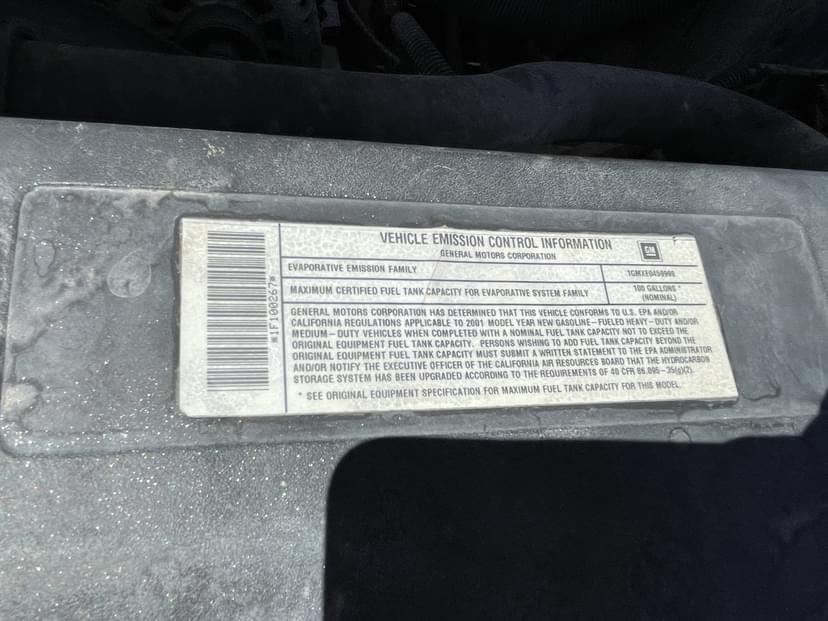 VEHICLE EMISSION CONTROL INFORMATION
GENERAL MOTORS CORPORATION
GM
EVAPORATIVE EMISSION FAMILY
MAXIMUM CERTIFIED FUEL TANK CAPACITY FOR EVAPORATIVE SYSTEM FAMILY
100 GALLONS *
(NOMINAL)
GENERAL MOTORS CORPORATION HAS DETERMINED THAT THIS VEHICLE CONFORMS TO U.S. EPA AND/OR
CALIFORNIA REGULATIONS APPLICABLE TO 2001 MODEL YEAR NEW GASOLINE-FUELED HEAVY-DUTY AND/OR
MEDIUM-DUTY VEHICLES WHEN COMPLETED WITH A NOMINAL FUEL TANK CAPACITY NOT TO EXCEED THE
ORIGINAL EQUIPMENT FUEL TANK CAPACITY. PERSONS WISHING TO ADD FUEL TANK CAPACITY BEYOND THE
ORIGINAL EQUIPMENT FUEL TANK CAPACITY MUST SUBMIT A WRITTEN STATEMENT TO THE EPA ADMINISTRATOR
AND/OR NOTIFY THE EXECUTIVE OFFICER OF THE CALIFORNIA AIR RESOURCES BOARD THAT THE HYDROCARBON
STORAGE SYSTEM HAS BEEN UPGRADED ACCORDING TO THE REQUIREMENTS OF 40 CFR 86.095-35(g)(2).
* SEE ORIGINAL EQUIPMENT SPECIFICATION FOR MAXIMUM FUEL TANK CAPACITY FOR THIS MODEL.
*1F100267*